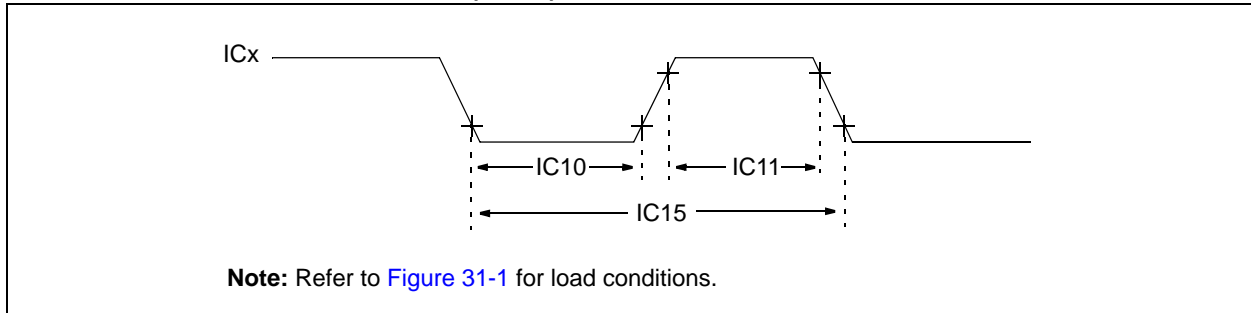 ICx
IC10
IC11
IC15
Note: Refer to Figure 31-1 for load conditions.